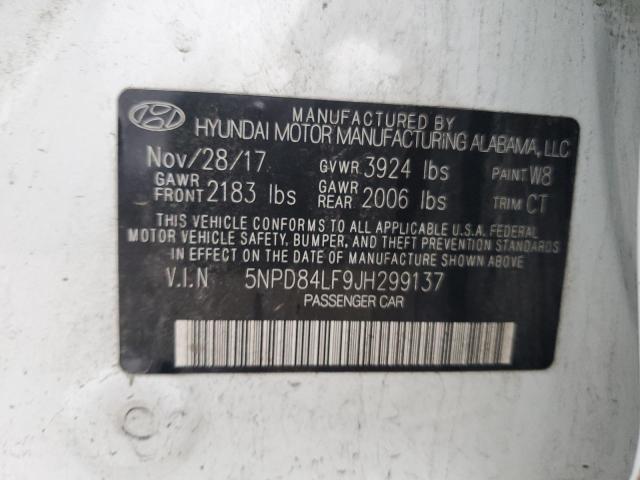 MANUFACTURED BY
HYUNDAI MOTOR MANUFACTURING ALABAMA, LLC
Nov/28/17 GVWR 3924 lbs PAINT W8
GAWR FRONT 2183 lbs GAWR REAR 2006 lbs TRIM CT
THIS VEHICLE CONFORMS TO ALL APPLICABLE U.S.A. FEDERAL
MOTOR VEHICLE SAFETY, BUMPER, AND THEFT PREVENTION STANDARDS
IN EFFECT ON THE DATE OF MANUFACTURE SHOWN ABOVE.
V.I.N 5NPD84LF9JH299137
PASSENGER CAR